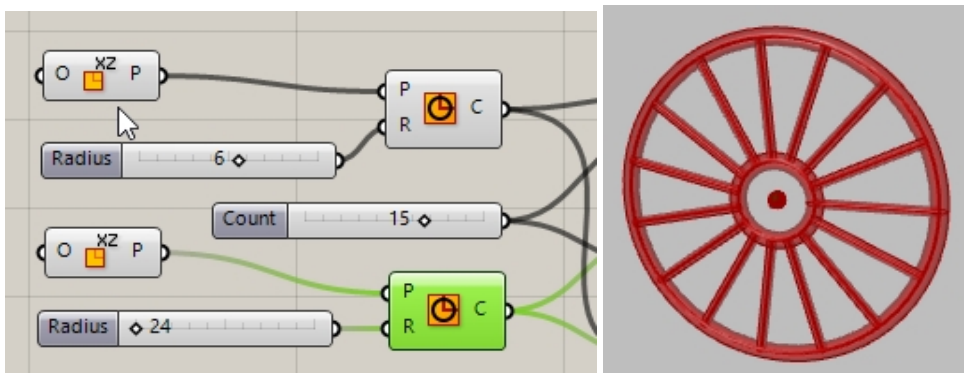 O XZ P
P C
R
Radius 6
Count 15
O XZ P
P C
R
Radius 24